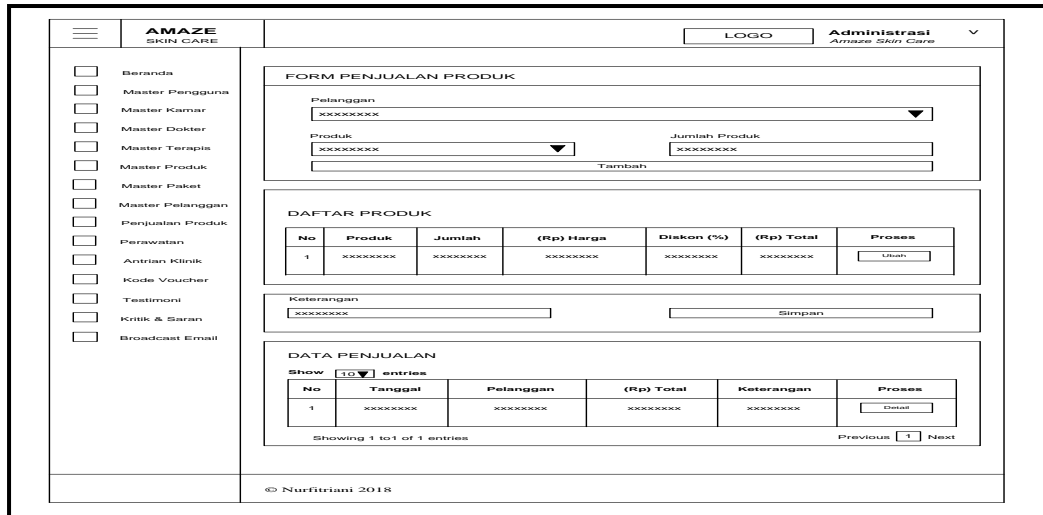 AMAZE
SKIN CARE
LOGO
Administrasi
Amaze Skin Care
Beranda
Master Pengguna
Master Kamar
Master Dokter
Master Terapis
Master Produk
Master Paket
Master Pelanggan
Penjualan Produk
Perawatan
Antrian Klinik
Kode Voucher
Testimoni
Kritik & Saran
Broadcast Email
FORM PENJUALAN PRODUK
Pelanggan
xxxxxxxx
Produk Jumlah Produk
xxxxxxxx xxxxxxxx
Tambah
DAFTAR PRODUK
No Produk Jumlah (Rp) Harga Diskon (%) (Rp) Total Proses
1 xxxxxxxx xxxxxxxx xxxxxxxx xxxxxxxx xxxxxxxx Ubah
Keterangan
xxxxxxxx Simpan
DATA PENJUALAN
Show 10 entries
No Tanggal Pelanggan (Rp) Total Keterangan Proses
1 xxxxxxxx xxxxxxxx xxxxxxxx xxxxxxxx Detail
Showing 1 to1 of 1 entries Previous 1 Next
© Nurfitriani 2018